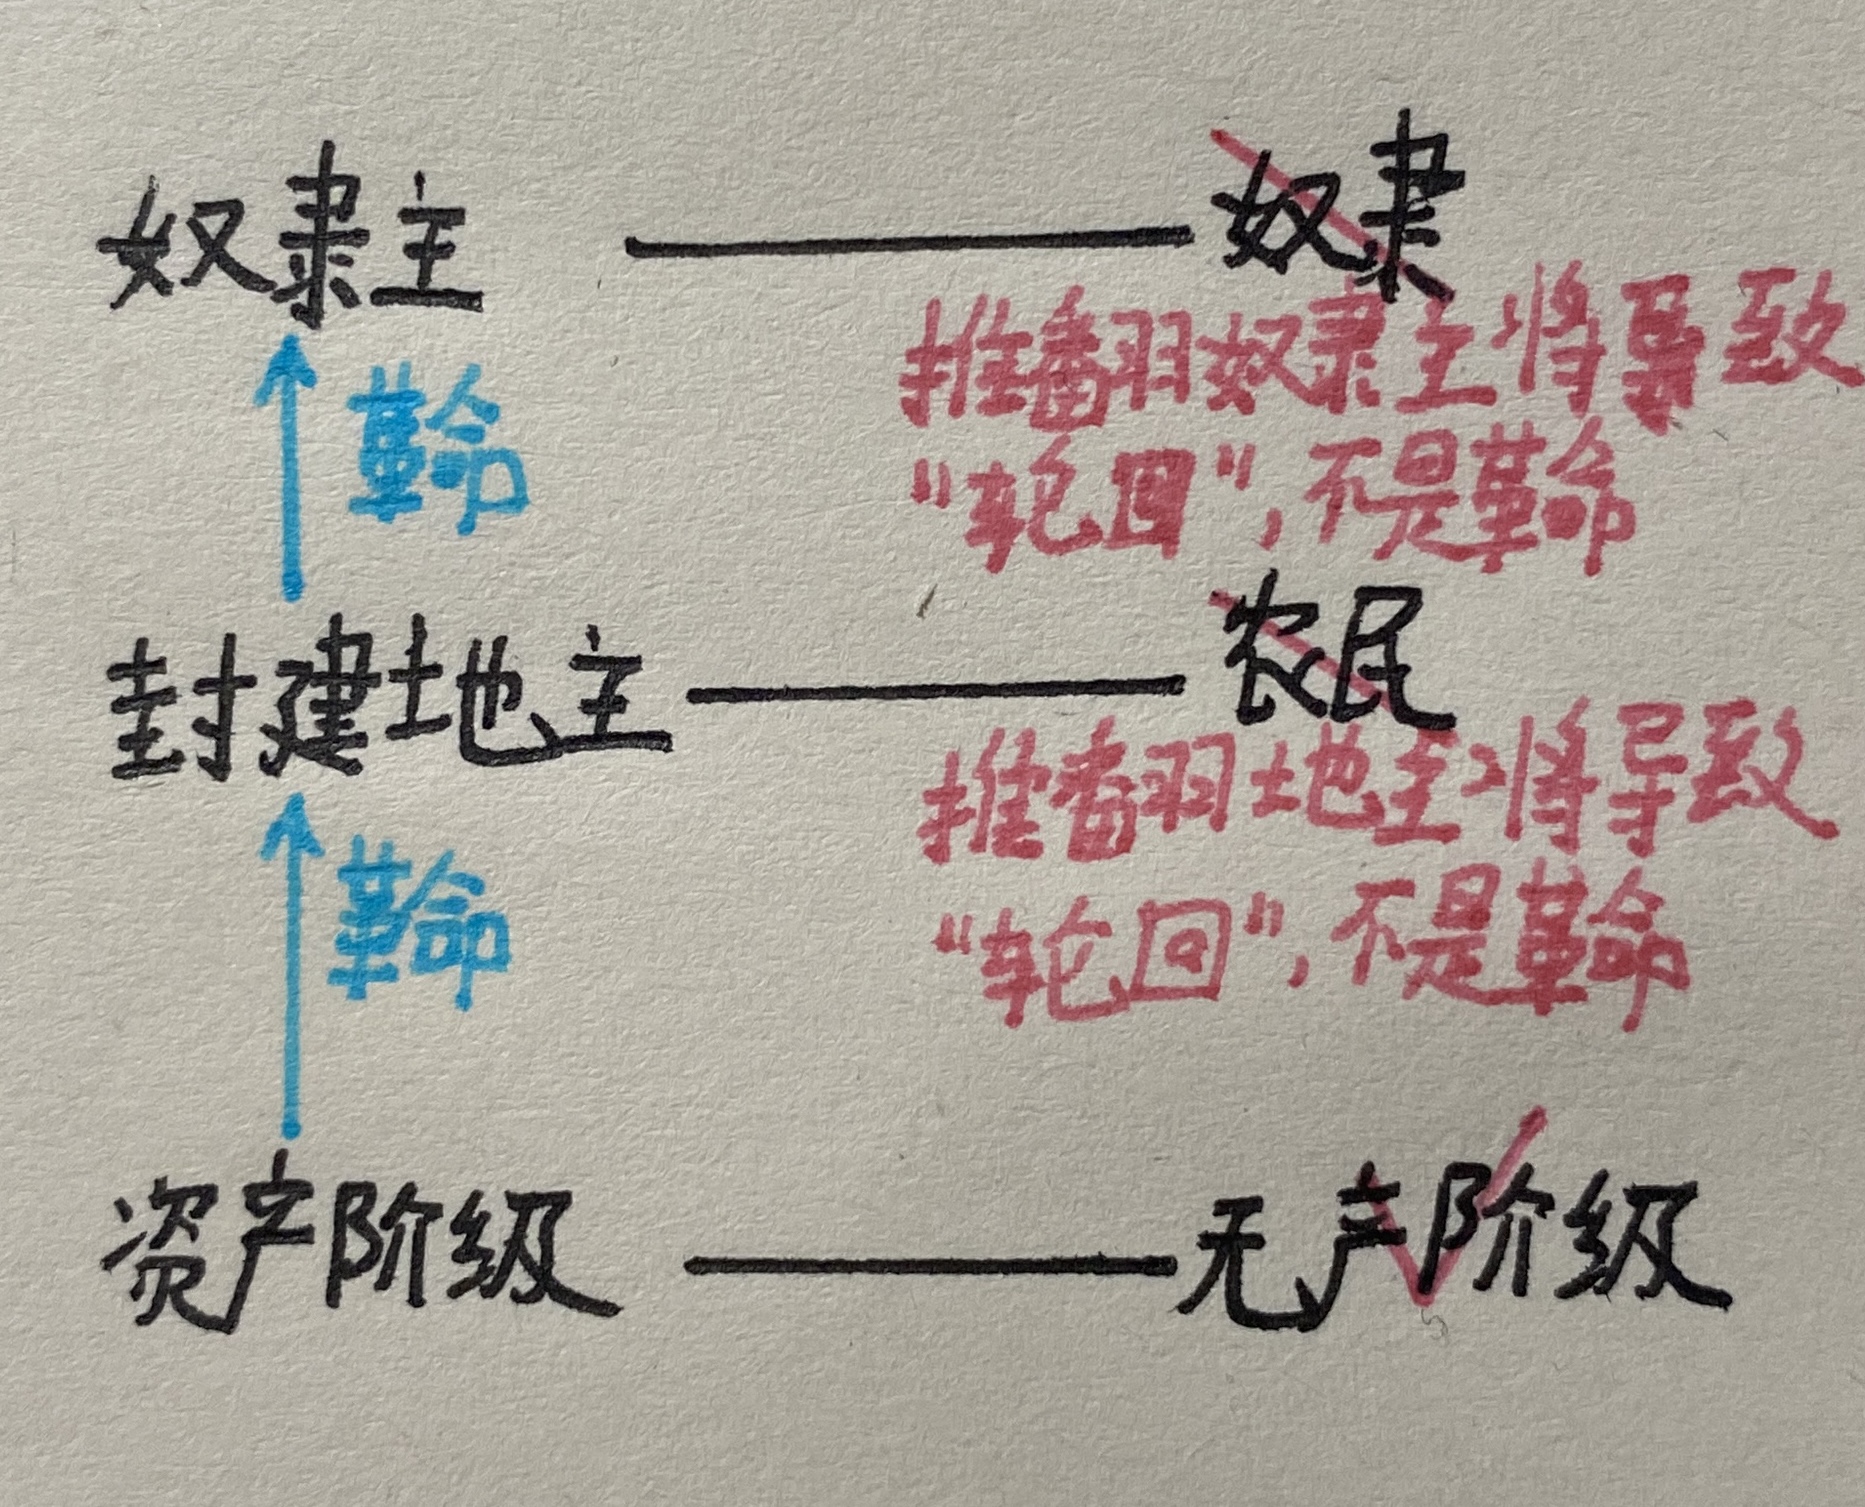 奴隶主 奴隶
革命
推翻奴隶主将导致
“轮回”，不是革命
封建地主 农民
推翻地主将导致
革命
“轮回”，不是革命
资产阶级 无产阶级